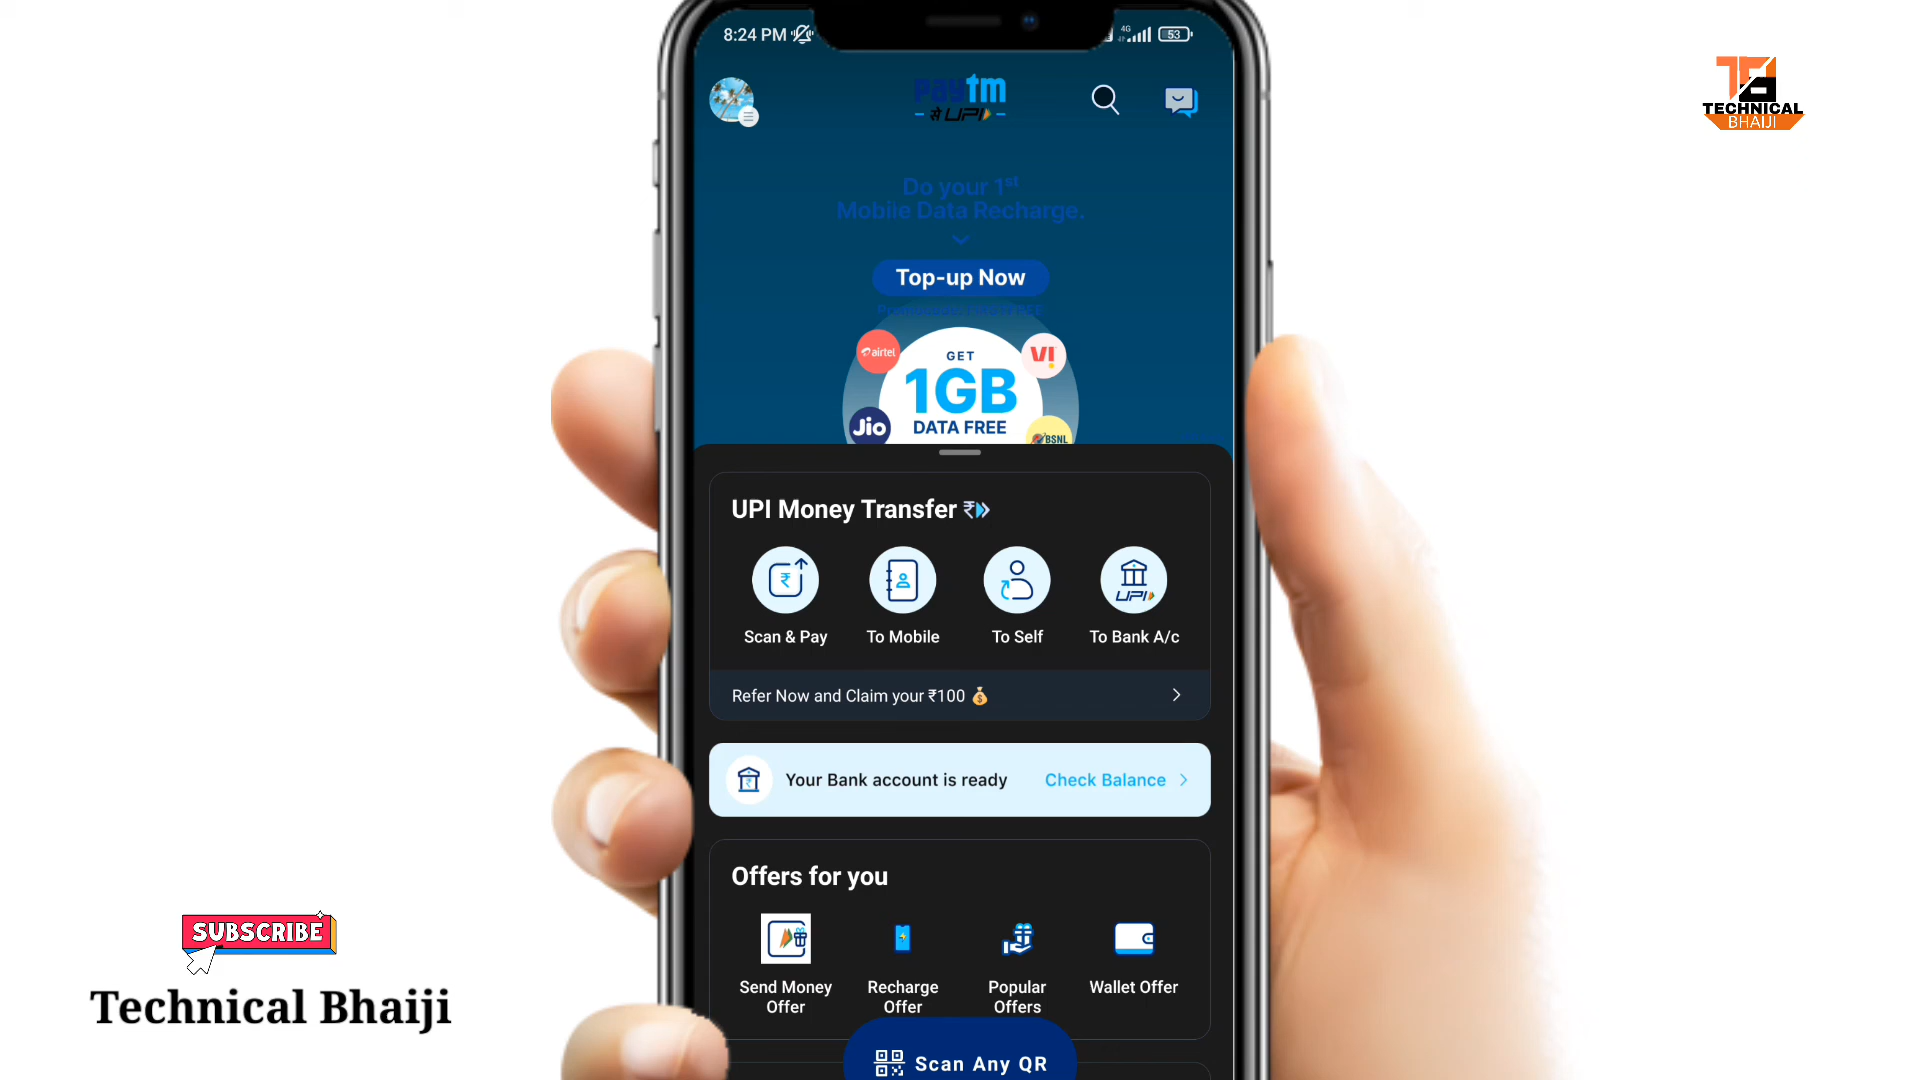 8:24 PM
4G
53
paytm
UPI
TECHNICAL
BHAIJI
Do your 1st
Mobile Data Recharge.
Top-up Now
airtel
GET
VI
1GB
Jio
DATA FREE
BSNL
UPI Money Transfer ₹
₹
UPI
Scan & Pay
To Mobile
To Self
To Bank A/c
Refer Now and Claim your ₹100 💰
Your Bank account is ready
Check Balance
Offers for you
SUBSCRIBE
Technical Bhaiji
Send Money Offer
Recharge Offer
Popular Offers
Wallet Offer
Scan Any QR